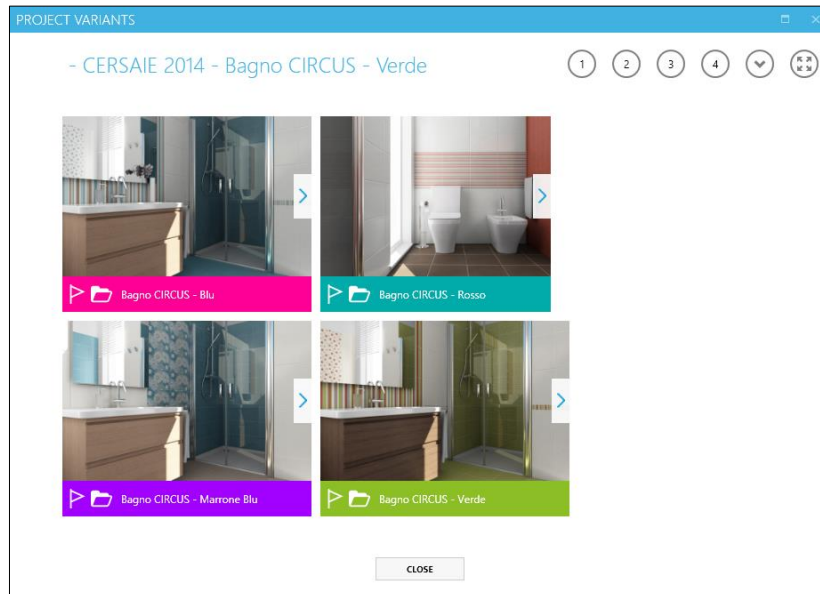 PROJECT VARIANTS
- CERSAIE 2014 - Bagno CIRCUS - Verde
1 2 3 4
Bagno CIRCUS - Blu
Bagno CIRCUS - Rosso
Bagno CIRCUS - Marrone Blu
Bagno CIRCUS - Verde
CLOSE